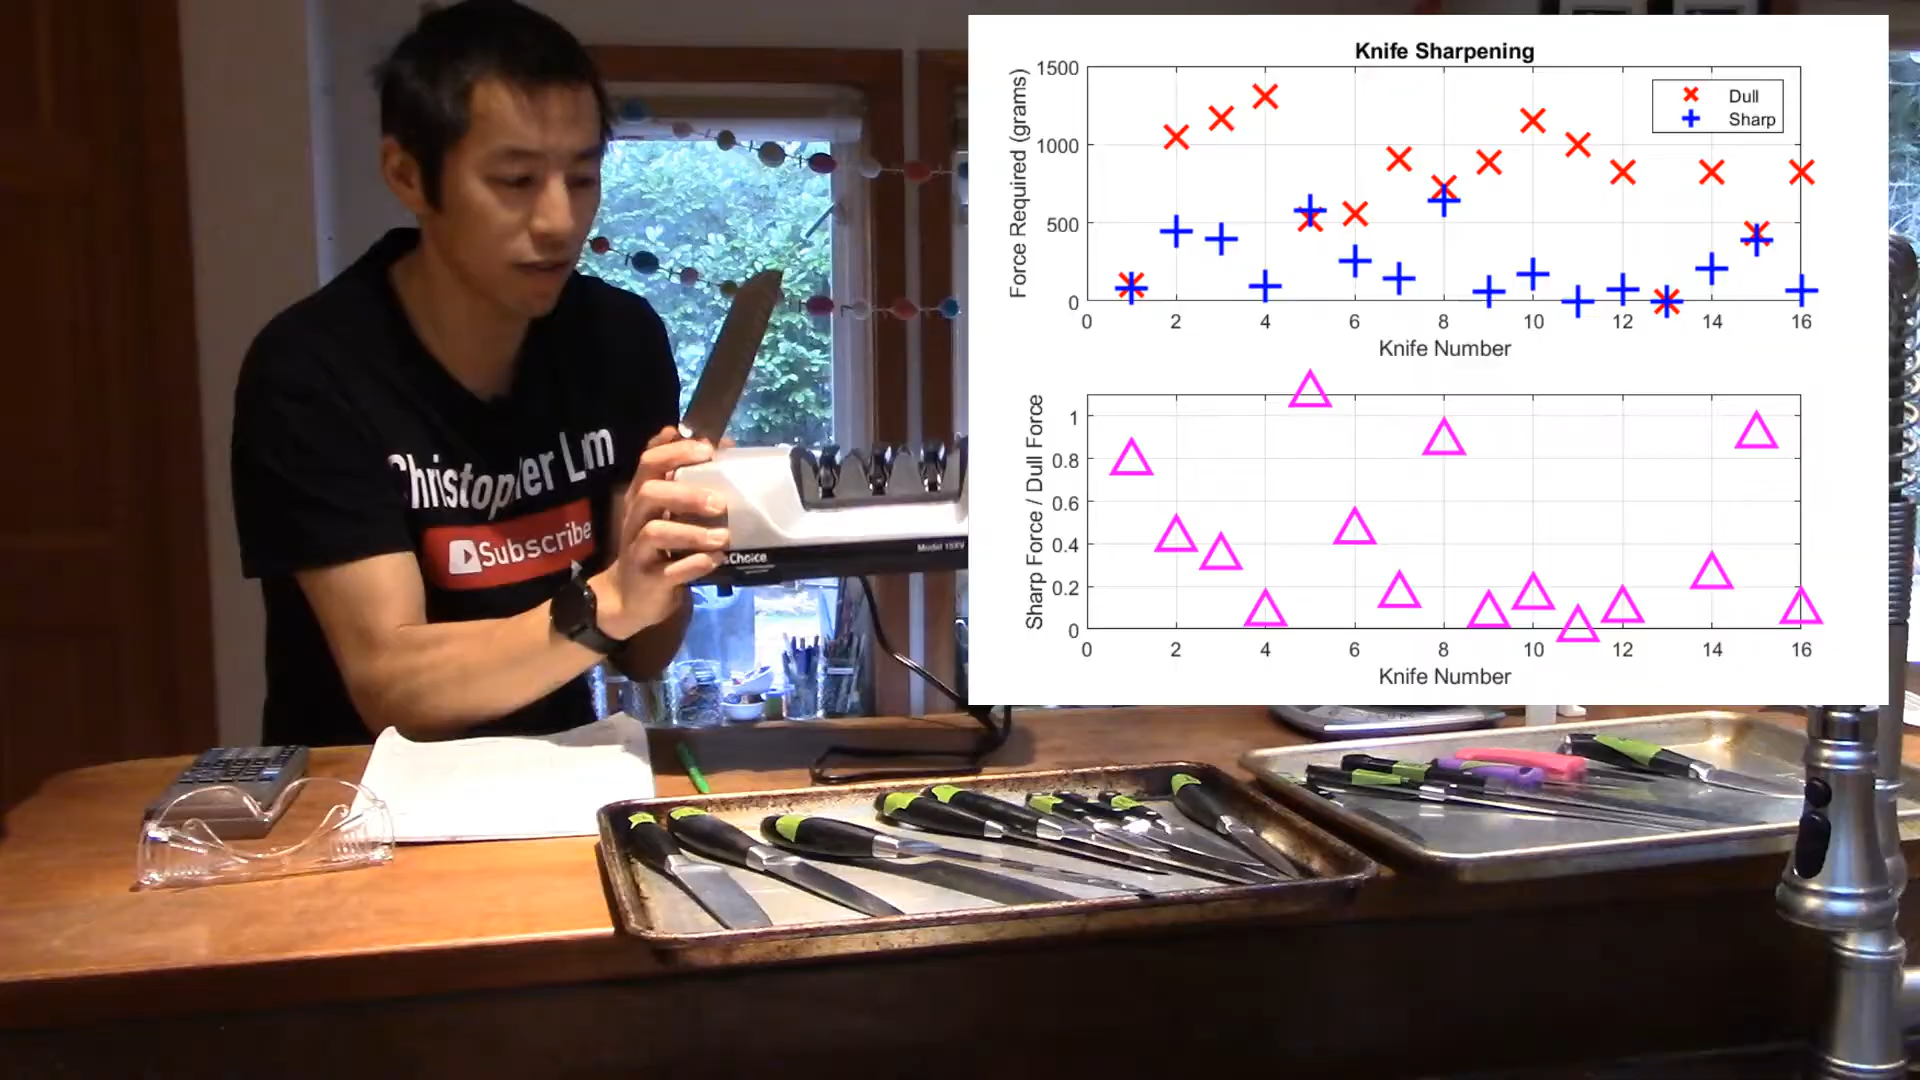 Christopher Lim
Subscribe
sChoice
Model 15XV
Knife Sharpening
Force Required (grams)
1500
1000
500
0
Dull
Sharp
0 2 4 6 8 10 12 14 16
Knife Number
Sharp Force / Dull Force
1
0.8
0.6
0.4
0.2
0
0 2 4 6 8 10 12 14 16
Knife Number